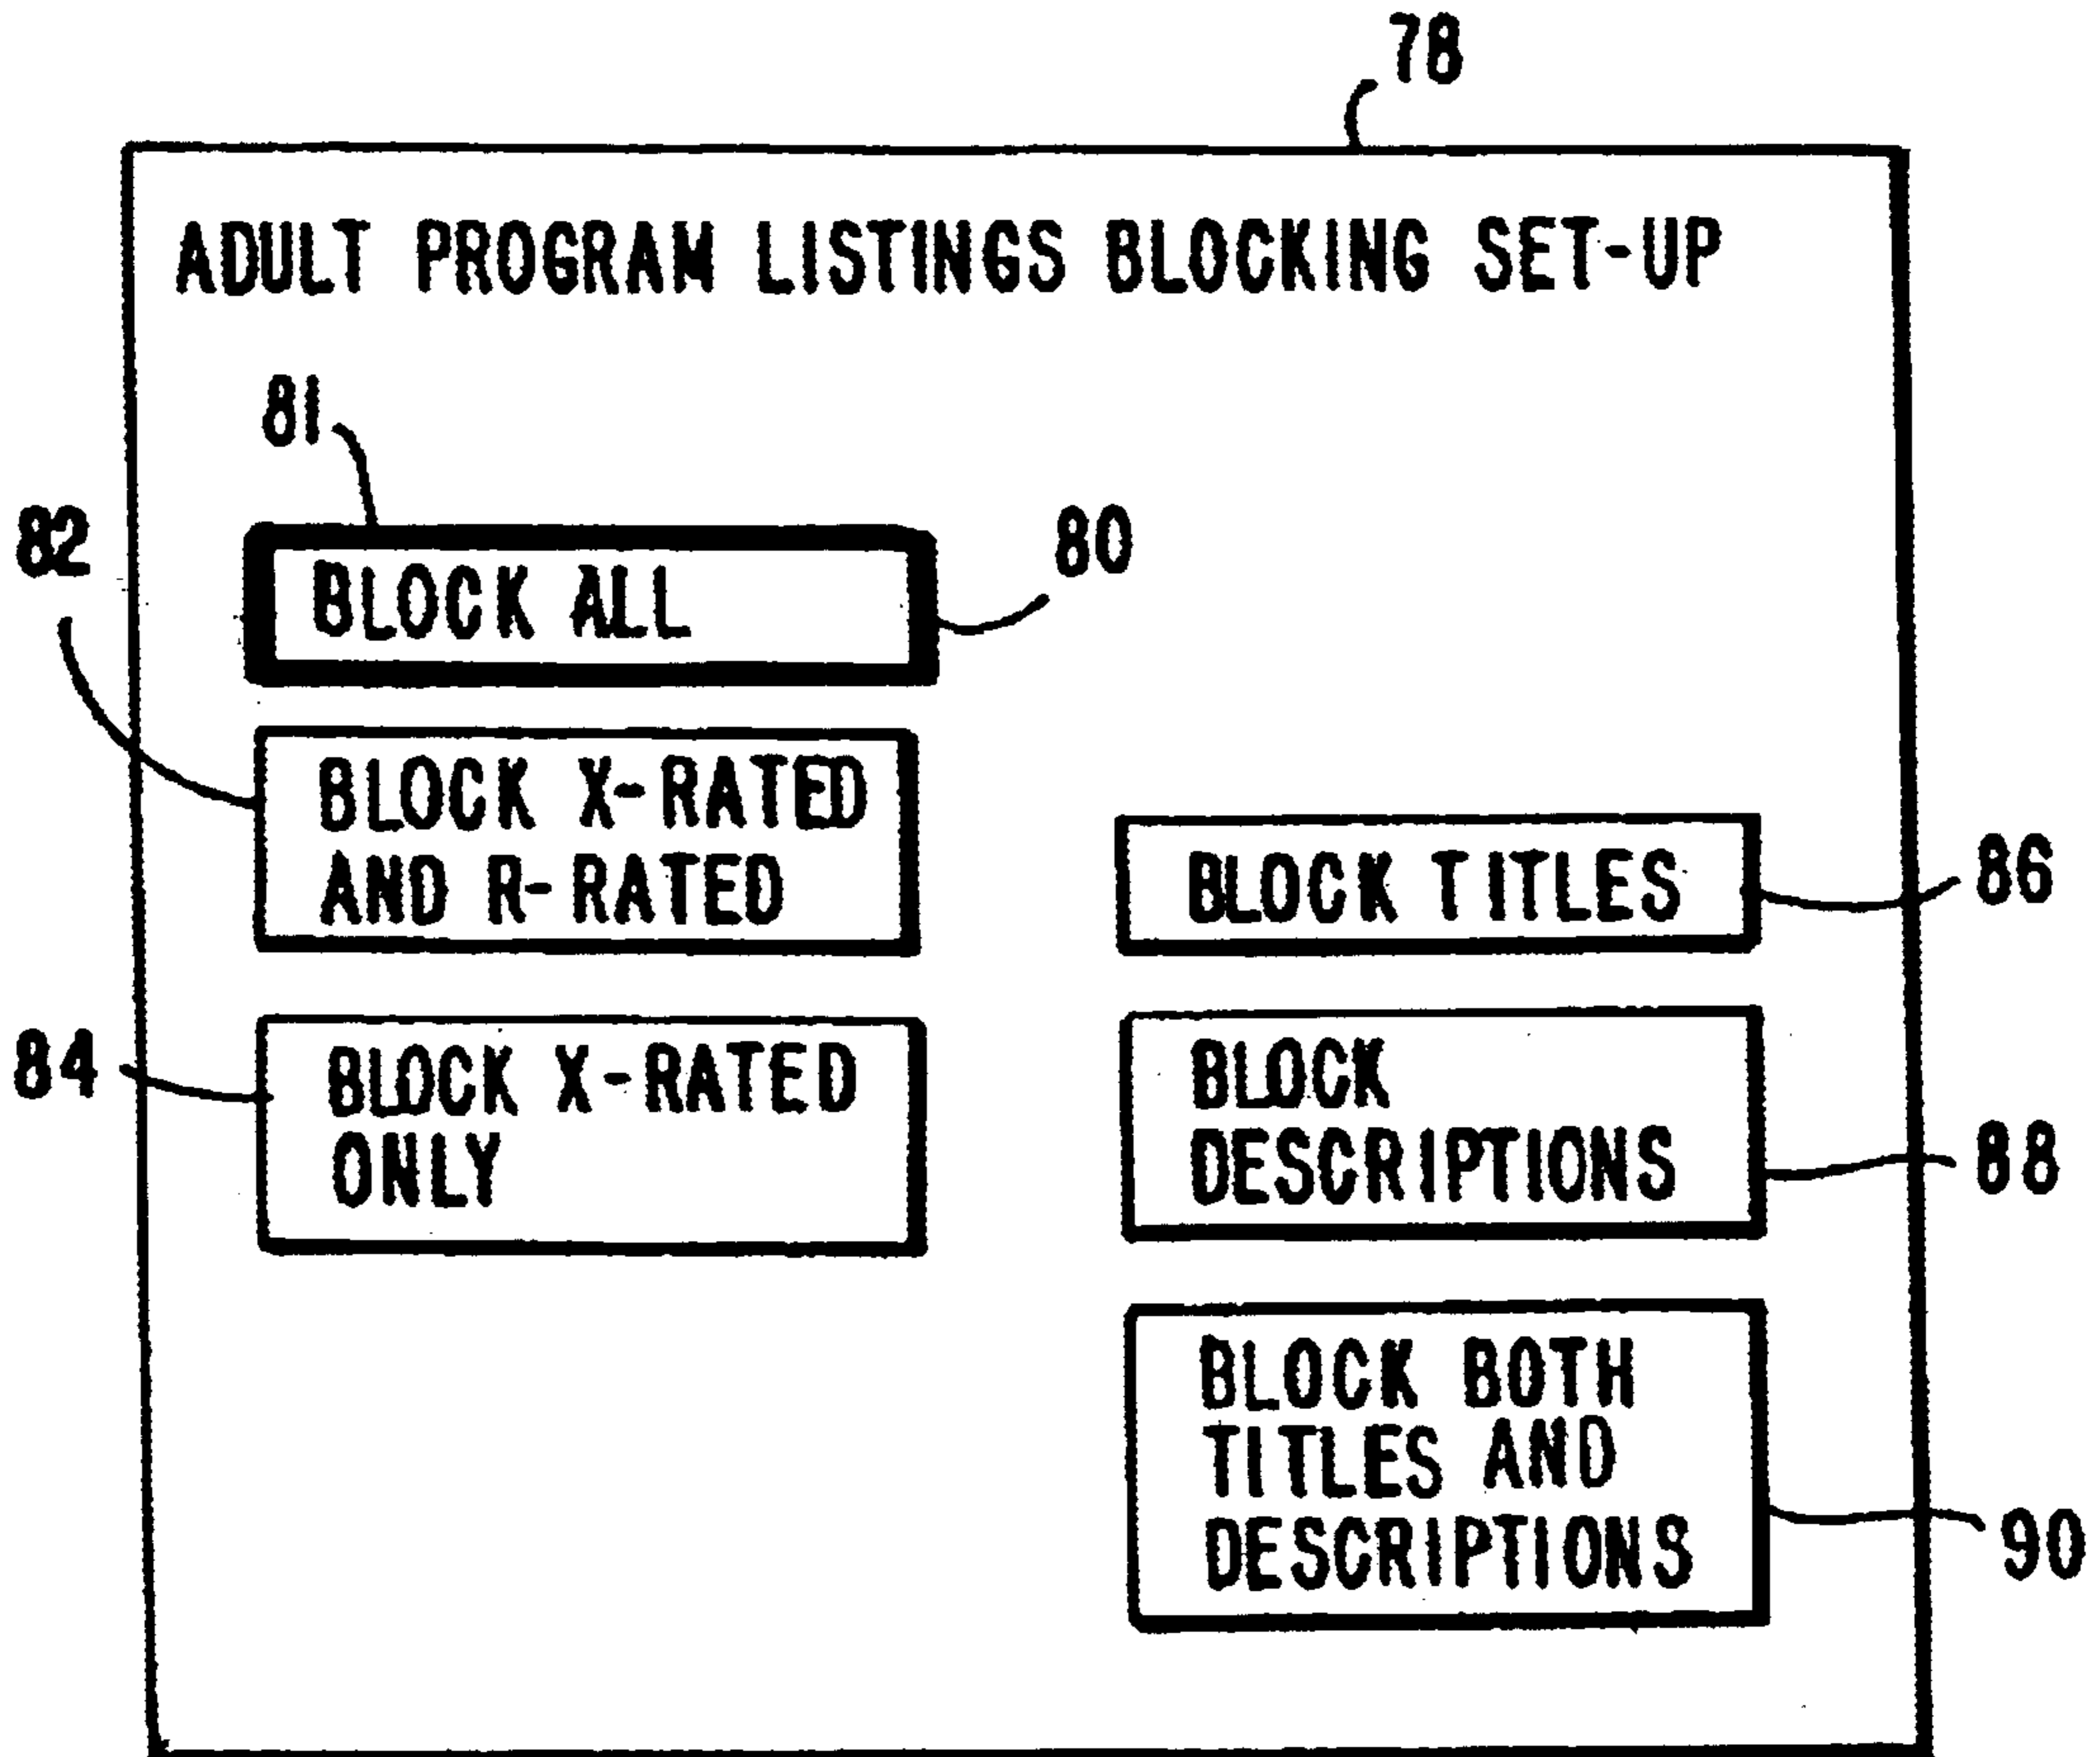 78
ADULT PROGRAM LISTINGS BLOCKING SET-UP
81
82
80
BLOCK ALL
BLOCK X-RATED
AND R-RATED
BLOCK TITLES
86
84
BLOCK X-RATED
ONLY
BLOCK
DESCRIPTIONS
88
BLOCK BOTH
TITLES AND
DESCRIPTIONS
90